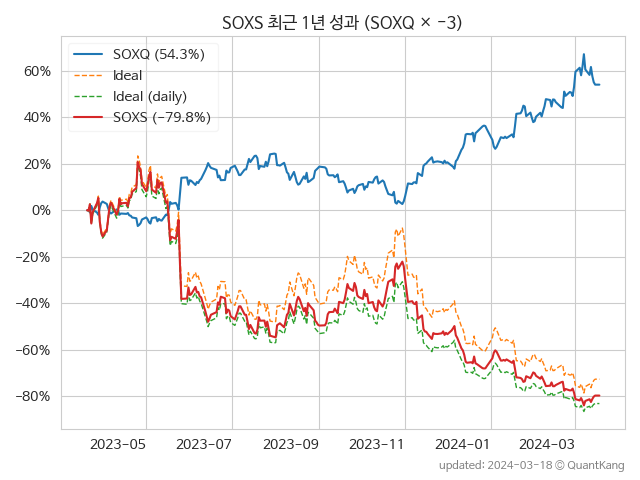 SOXS 최근 1년 성과 (SOXQ × −3)
SOXQ (54.3%)
Ideal
Ideal (daily)
SOXS (−79.8%)
60%
40%
20%
0%
−20%
−40%
−60%
−80%
2023−05 2023−07 2023−09 2023−11 2024−01 2024−03
updated: 2024−03−18 © QuantKang